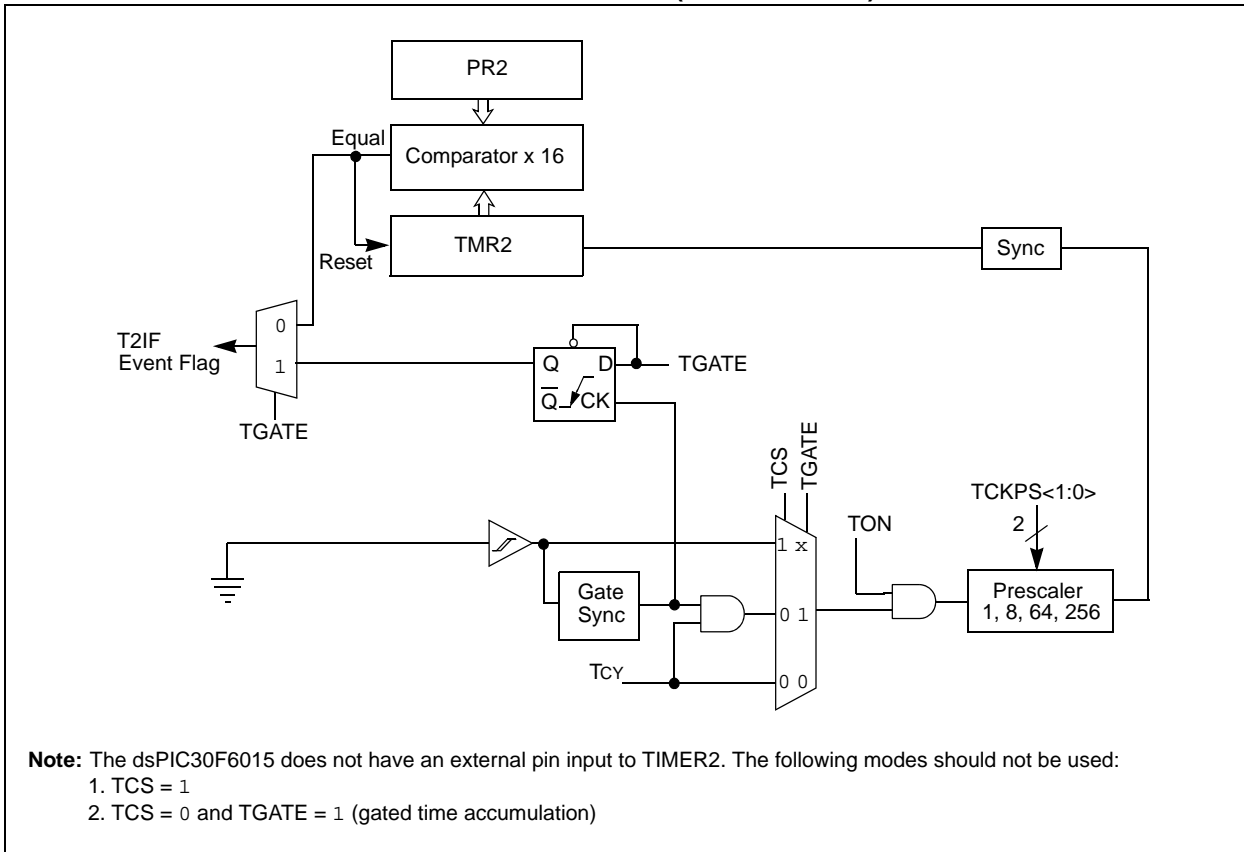 PR2
Equal
Comparator x 16
TMR2
Reset
Sync
0
T2IF
Event Flag
1
Q D
TGATE
Q CK
TGATE
TCS
TGATE
TCKPS<1:0>
2
TON
1 x
Gate
Sync
0 1
Prescaler
1, 8, 64, 256
TCY
0 0
Note: The dsPIC30F6015 does not have an external pin input to TIMER2. The following modes should not be used:
1. TCS = 1
2. TCS = 0 and TGATE = 1 (gated time accumulation)